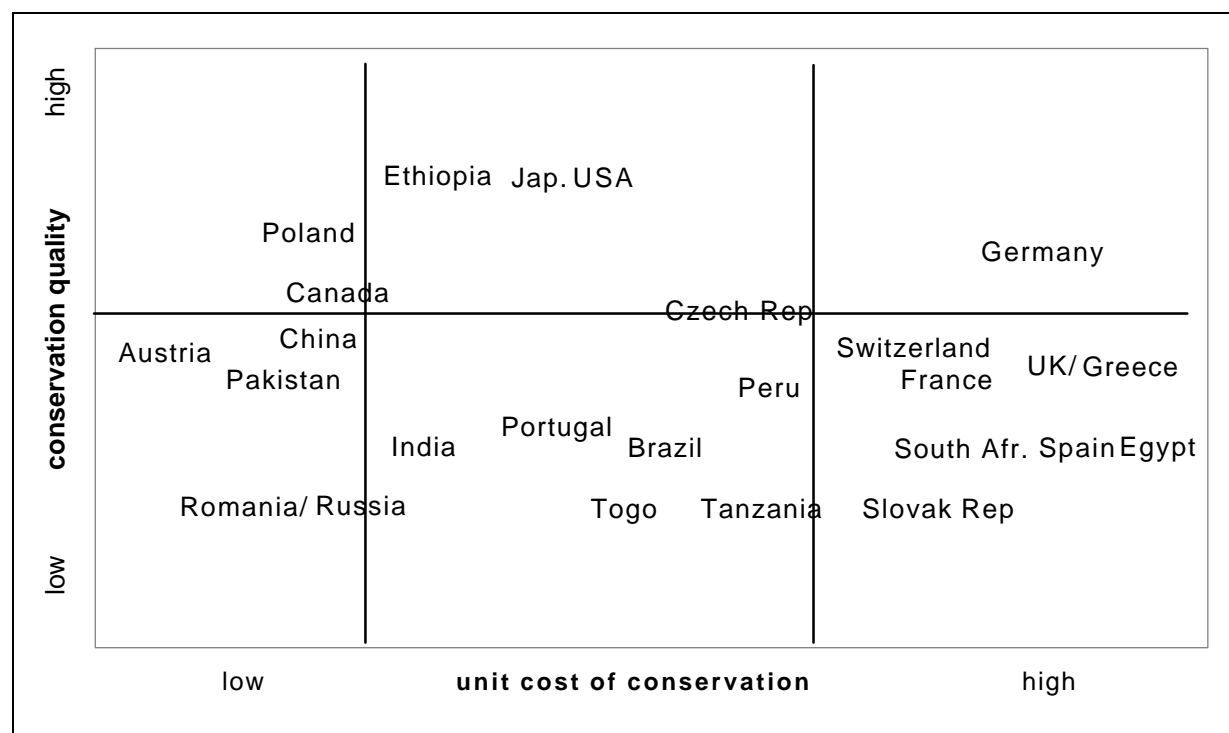 high
Ethiopia Jap. USA
Poland
Germany
Canada
Czech Rep
China
Switzerland
Austria
UK/ Greece
Pakistan
France
Peru
Portugal
India
Brazil
South Afr. Spain Egypt
Romania/ Russia
Togo
Tanzania
Slovak Rep
low
conservation quality
low
unit cost of conservation
high